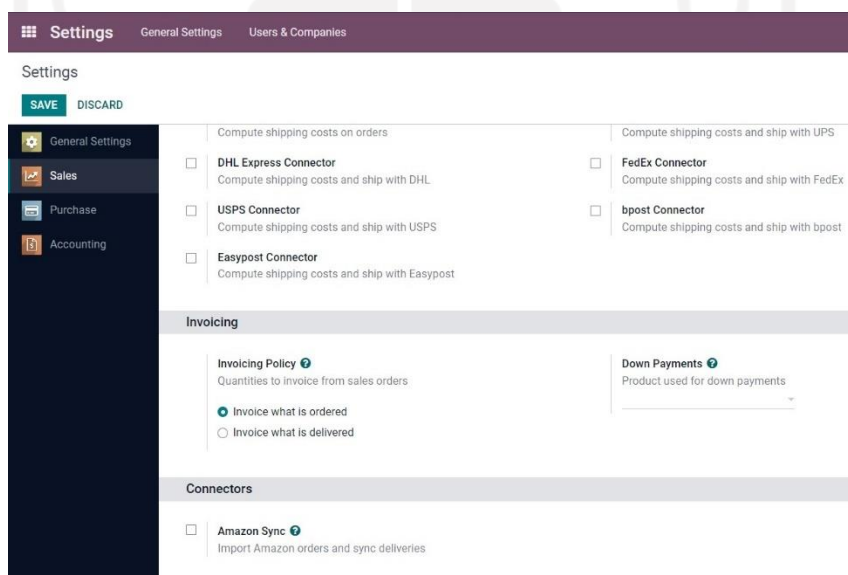 Settings General Settings Users & Companies
Settings
SAVE DISCARD
General Settings
Sales
Purchase
Accounting
Compute shipping costs on orders
Compute shipping costs and ship with UPS
DHL Express Connector
Compute shipping costs and ship with DHL
FedEx Connector
Compute shipping costs and ship with FedEx
USPS Connector
Compute shipping costs and ship with USPS
bpost Connector
Compute shipping costs and ship with bpost
Easypost Connector
Compute shipping costs and ship with Easypost
Invoicing
Invoicing Policy ?
Quantities to invoice from sales orders
Invoice what is ordered
Invoice what is delivered
Down Payments ?
Product used for down payments
Connectors
Amazon Sync ?
Import Amazon orders and sync deliveries